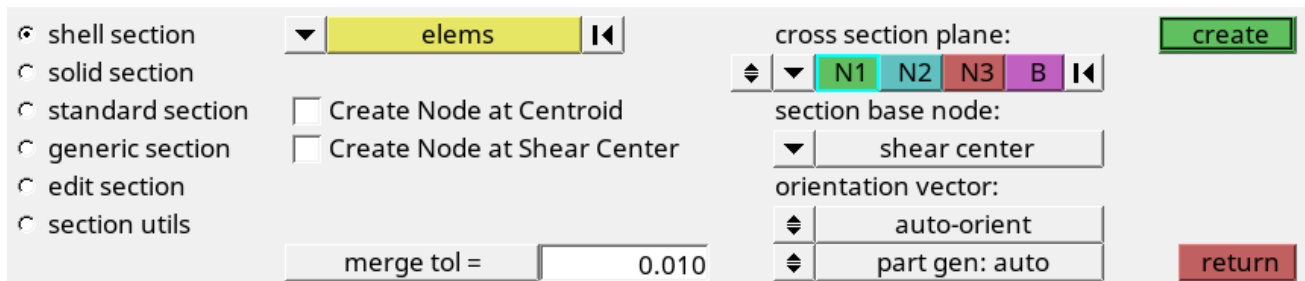 shell section elems cross section plane: create
solid section N1 N2 N3 B
standard section Create Node at Centroid section base node:
generic section Create Node at Shear Center shear center
edit section orientation vector:
section utils auto-orient
merge tol = 0.010 part gen: auto return